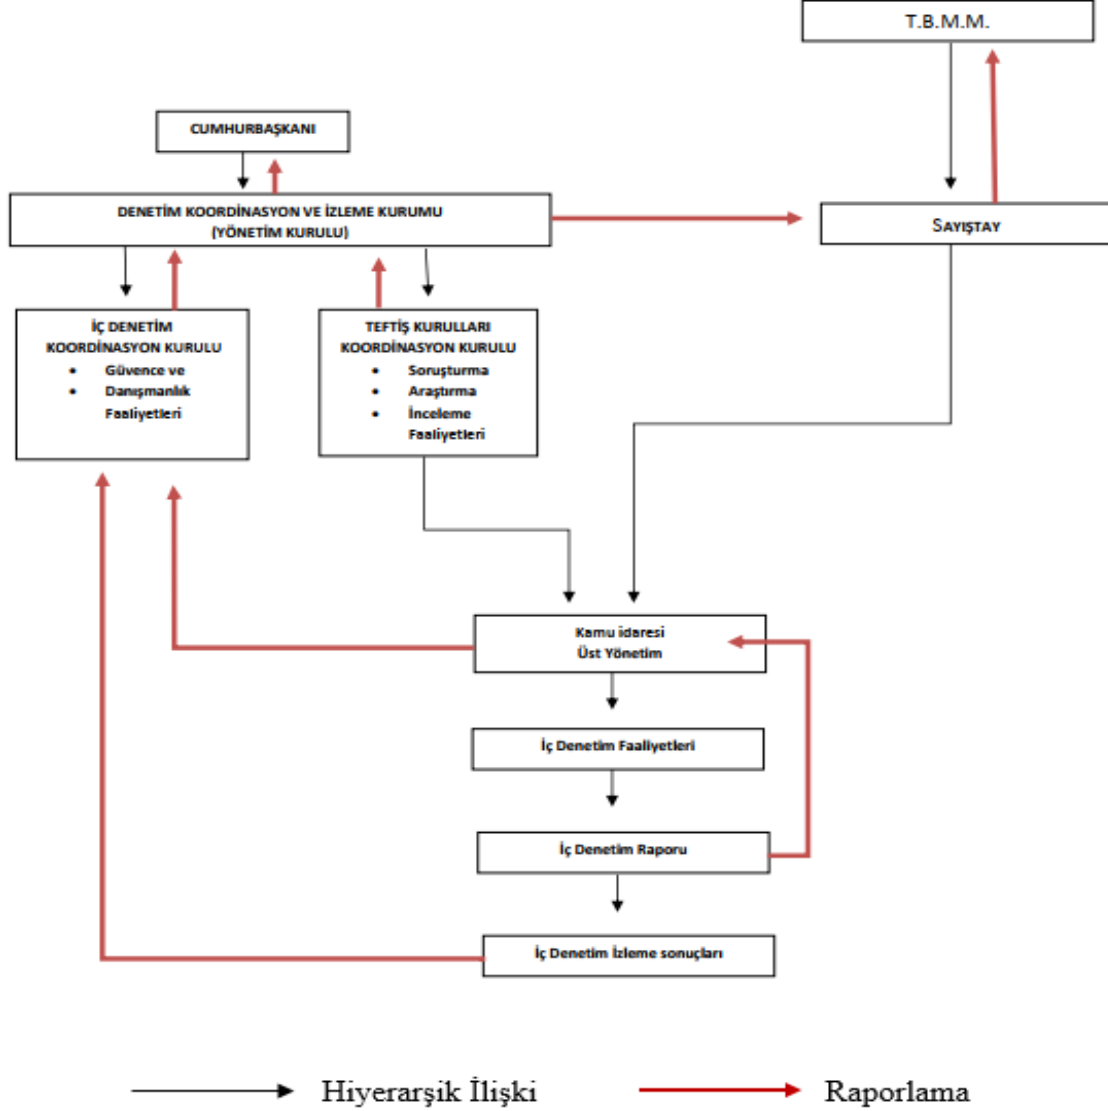 T.B.M.M.
CUMHURBAŞKANI
DENETİM KOORDİNASYON VE İZLEME KURUMU
(YÖNETİM KURULU)
SAYIŞTAY
İÇ DENETİM
KOORDİNASYON KURULU
• Güvence ve
• Danışmanlık
Faaliyetleri
TEFTİŞ KURULLARI
KOORDİNASYON KURULU
• Soruşturma
• Araştırma
• İnceleme
Faaliyetleri
Kamu idaresi
Üst Yönetim
İç Denetim Faaliyetleri
İç Denetim Raporu
İç Denetim İzleme sonuçları
Hiyerarşik İlişki
Raporlama